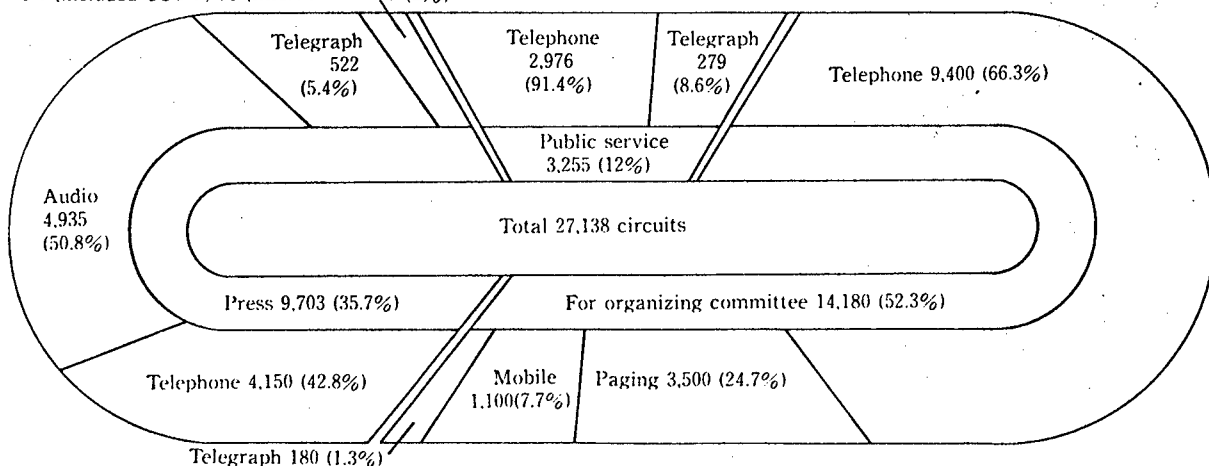 Telegraph
522
(5.4%)
Telephone
2,976
(91.4%)
Telegraph
279
(8.6%)
Telephone 9,400 (66.3%)
Public service
3,255 (12%)
Audio
4,935
(50.8%)
Total 27,138 circuits
Press 9,703 (35.7%)
For organizing committee 14,180 (52.3%)
Telephone 4,150 (42.8%)
Mobile
1,100(7.7%)
Paging 3,500 (24.7%)
Telegraph 180 (1.3%)